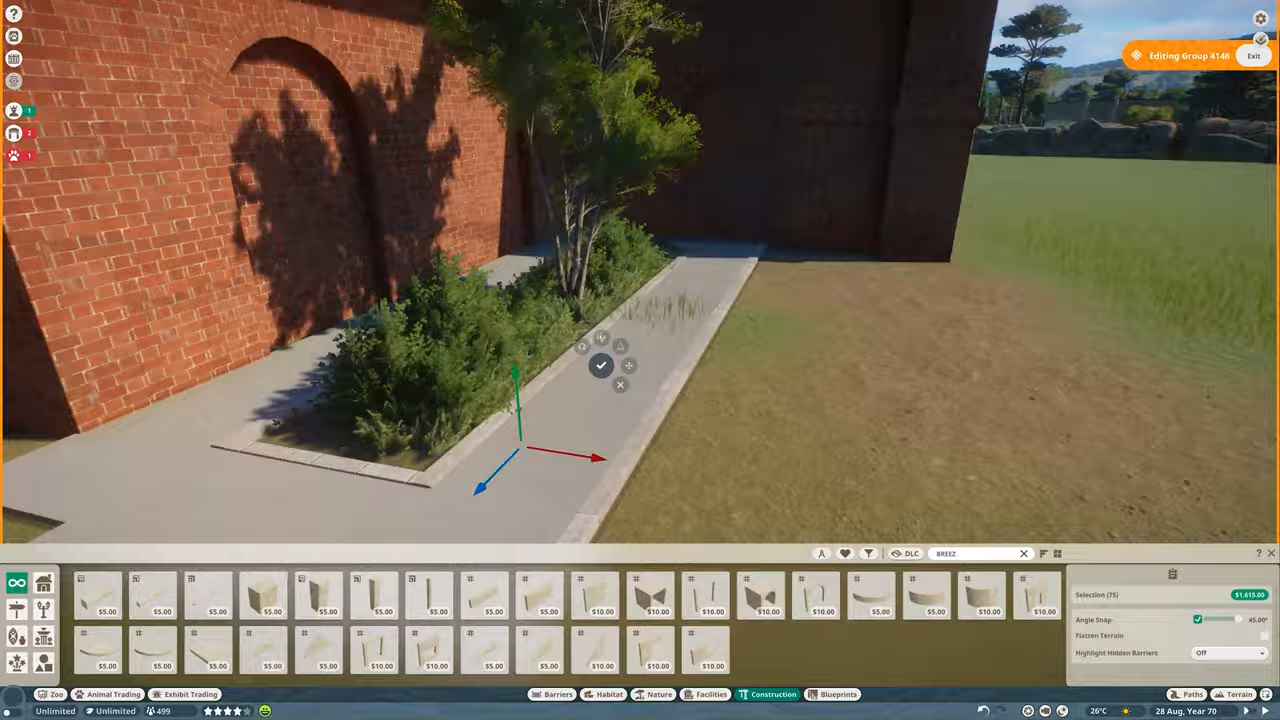 ?
Editing Group 4146
Exit
1
2
1
DLC
BREEZ
?
$5.00 $5.00 $5.00 $5.00 $5.00 $5.00 $5.00 $5.00 $5.00 $10.00 $10.00 $10.00 $10.00 $10.00 $5.00 $5.00 $10.00 $10.00
$5.00 $5.00 $5.00 $5.00 $5.00 $10.00 $10.00 $5.00 $5.00 $10.00 $10.00 $10.00
Selection (75) $1,615.00
Angle Snap 45.00°
Flatten Terrain
Highlight Hidden Barriers Off
Zoo Animal Trading Exhibit Trading Barriers Habitat Nature Facilities Construction Blueprints Paths Terrain
Unlimited Unlimited 499 26°C 28 Aug, Year 70